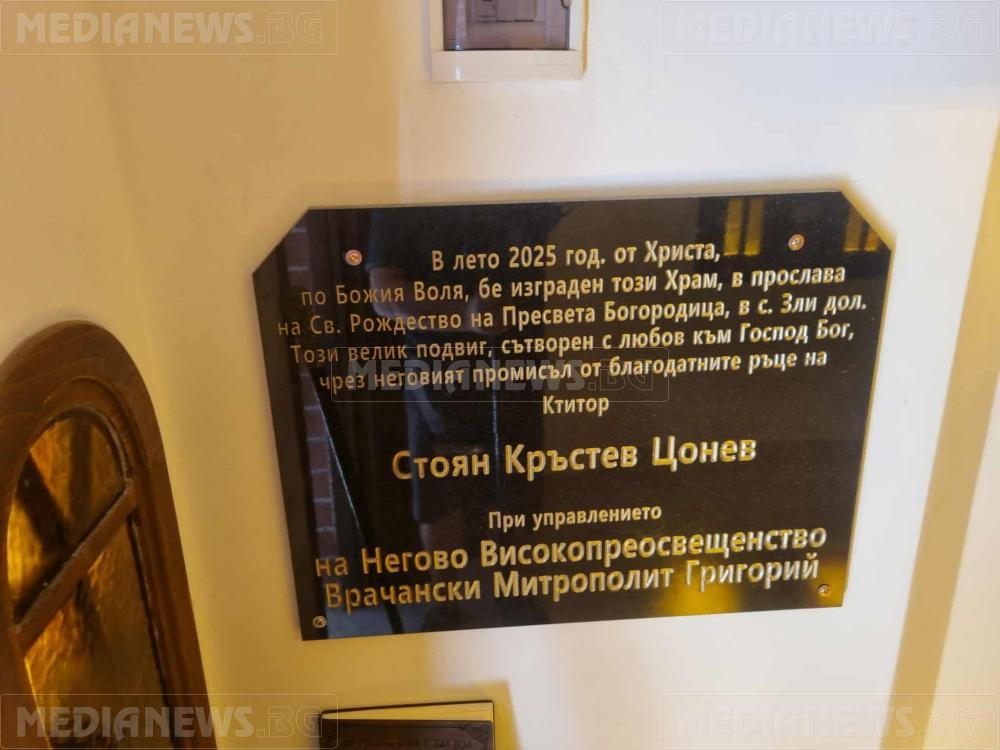 MEDIANEWS.BG
MEDIANEWS.BG
В лето 2025 год. от Христа,
по Божия Воля, бе изграден този Храм, в прослава
на Св. Рождество на Пресвета Богородица, в с. Зли дол.
Този велик подвиг, сътворен с любов към Господ Бог,
чрез неговият промисъл от благодатните ръце на
MEDIANEWS.BG
Ктитор
Стоян Кръстев Цонев
При управлението
на Негово Високопреосвещенство
Врачански Митрополит Григорий
MEDIANEWS.BG
MEDIANEWS.BG